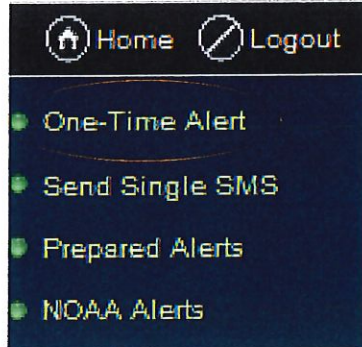 Home Logout
One-Time Alert
Send Single SMS
Prepared Alerts
NOAA Alerts